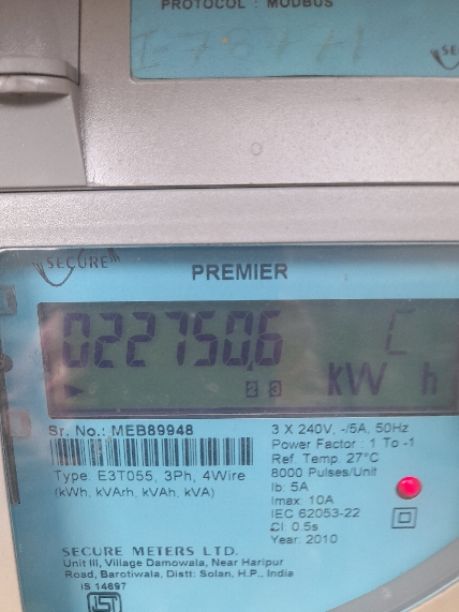 PROTOCOL : MODBUS
SECURE
PREMIER
022750.6 C
23 kW h
Sr. No.: MEB89948
Type: E3T055, 3Ph, 4Wire
(kWh, kVArh, kVAh, kVA)
3 X 240V, -/5A, 50Hz
Power Factor : 1 To -1
Ref. Temp. 27°C
8000 Pulses/Unit
Ib: 5A
Imax: 10A
IEC 62053-22
Cl: 0.5s
Year: 2010
SECURE METERS LTD.
Unit III, Village Damowala, Near Haripur
Road, Barotiwala, Distt: Solan, H.P., India
IS 14697